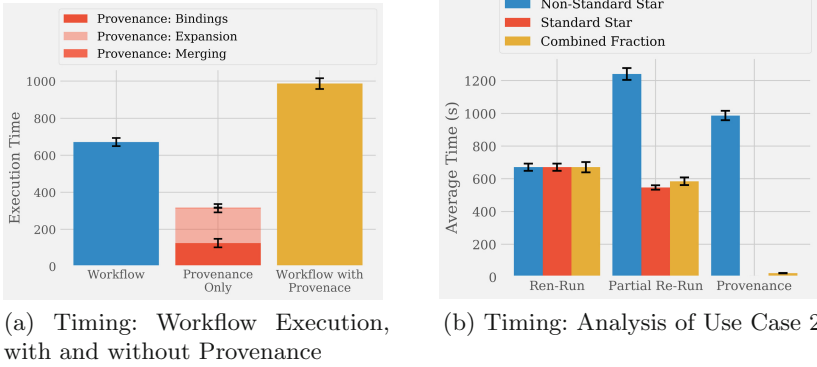 Provenance: Bindings
Provenance: Expansion
Provenance: Merging
Execution Time
1000
800
600
400
200
0
Workflow
Provenance
Only
Workflow with
Provenace
(a) Timing: Workflow Execution,
with and without Provenance
Non-Standard Star
Standard Star
Combined Fraction
Average Time (s)
1200
1000
800
600
400
200
0
Ren-Run
Partial Re-Run
Provenance
(b) Timing: Analysis of Use Case 2